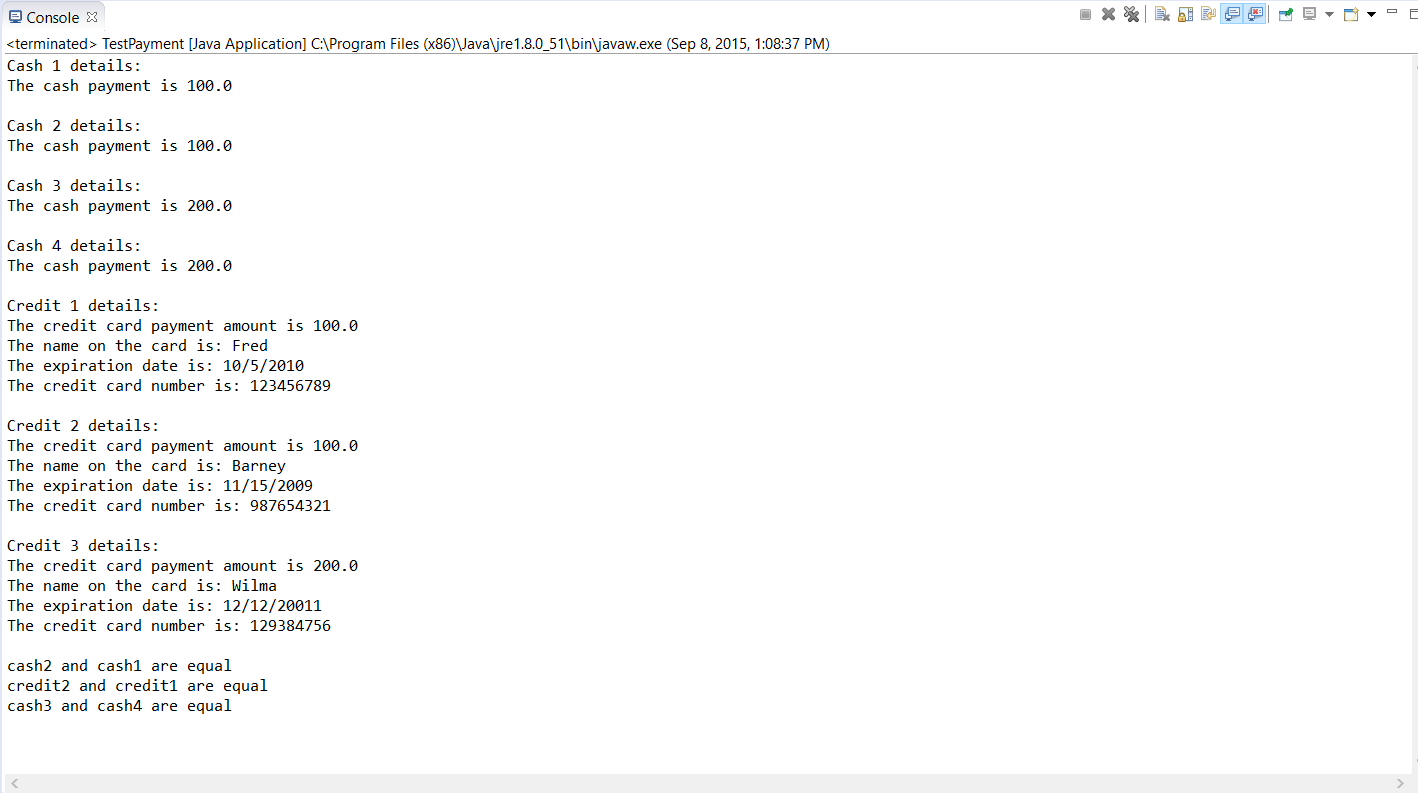 Console
<terminated> TestPayment [Java Application] C:\Program Files (x86)\Java\jre1.8.0_51\bin\javaw.exe (Sep 8, 2015, 1:08:37 PM)
Cash 1 details:
The cash payment is 100.0
Cash 2 details:
The cash payment is 100.0
Cash 3 details:
The cash payment is 200.0
Cash 4 details:
The cash payment is 200.0
Credit 1 details:
The credit card payment amount is 100.0
The name on the card is: Fred
The expiration date is: 10/5/2010
The credit card number is: 123456789
Credit 2 details:
The credit card payment amount is 100.0
The name on the card is: Barney
The expiration date is: 11/15/2009
The credit card number is: 987654321
Credit 3 details:
The credit card payment amount is 200.0
The name on the card is: Wilma
The expiration date is: 12/12/20011
The credit card number is: 129384756
cash2 and cash1 are equal
credit2 and credit1 are equal
cash3 and cash4 are equal